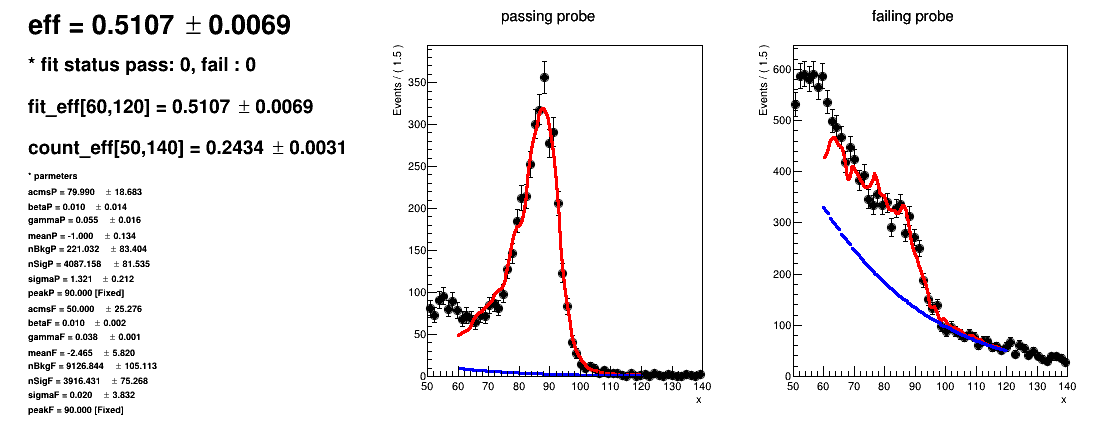 eff = 0.5107 ± 0.0069
* fit status pass: 0, fail : 0
fit_eff[60,120] = 0.5107 ± 0.0069
count_eff[50,140] = 0.2434 ± 0.0031
* parmeters
acmsP = 79.990 ± 18.683
betaP = 0.010 ± 0.014
gammaP = 0.055 ± 0.016
meanP = -1.000 ± 0.134
nBkgP = 221.032 ± 83.404
nSigP = 4087.158 ± 81.535
sigmaP = 1.321 ± 0.212
peakP = 90.000 [Fixed]
acmsF = 50.000 ± 25.276
betaF = 0.010 ± 0.002
gammaF = 0.038 ± 0.001
meanF = -2.465 ± 5.820
nBkgF = 9126.844 ± 105.113
nSigF = 3916.431 ± 75.268
sigmaF = 0.020 ± 3.832
peakF = 90.000 [Fixed]
passing probe
Events / ( 1.5 )
350
300
250
200
150
100
50
0
50 60 70 80 90 100 110 120 130 140
x
failing probe
Events / ( 1.5 )
600
500
400
300
200
100
0
50 60 70 80 90 100 110 120 130 140
x